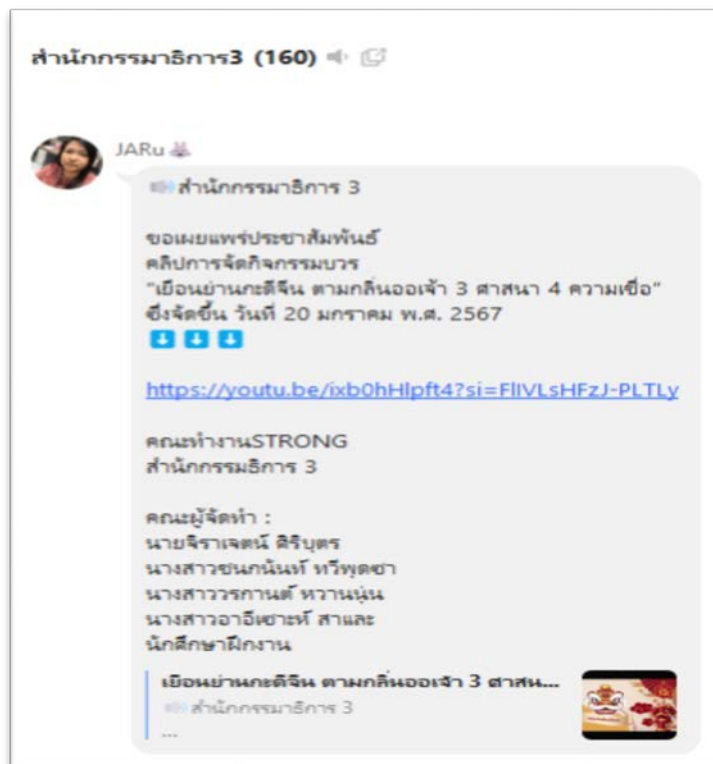 สำนักกรรมาธิการ3 (160)
JARu
สำนักกรรมาธิการ 3
ขอเผยแพร่ประชาสัมพันธ์
คลิปการจัดกิจกรรมบวร
“เยือนย่านกะดีจีน ตามกลิ่นออเจ้า 3 ศาสนา 4 ความเชื่อ”
ซึ่งจัดขึ้น วันที่ 20 มกราคม พ.ศ. 2567
https://youtu.be/ixb0hHlpft4?si=FlIVLsHFzJ-PLTLy
คณะทำงานSTRONG
สำนักกรรมธิการ 3
คณะผู้จัดทำ :
นายจิราเจตน์ ศิริบุตร
นางสาวชนกนันท์ ทวีพุดซา
นางสาววรกานต์ หวานนุ่น
นางสาวอาอีเซาะห์ สาและ
นักศึกษาฝึกงาน
เยือนย่านกะดีจีน ตามกลิ่นออเจ้า 3 ศาสน...
สำนักกรรมาธิการ 3
...